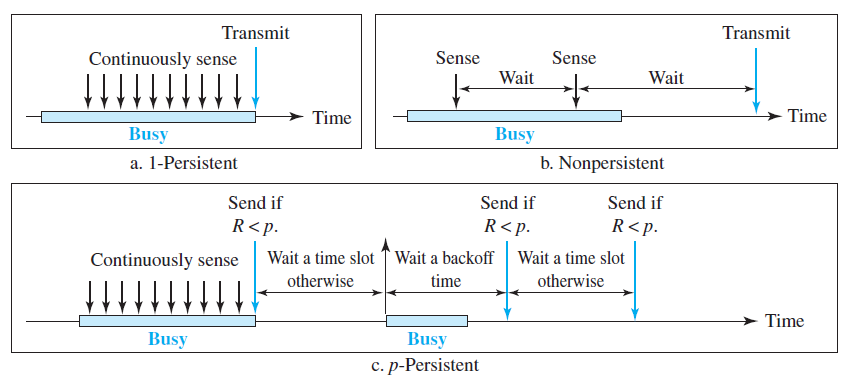 Transmit
Continuously sense
Time
Busy
a. 1-Persistent
Transmit
Sense
Sense
Wait
Wait
Time
Busy
b. Nonpersistent
Send if
R < p.
Send if
R < p.
Send if
R < p.
Continuously sense
Wait a time slot
otherwise
Wait a backoff
time
Wait a time slot
otherwise
Time
Busy
Busy
c. p-Persistent